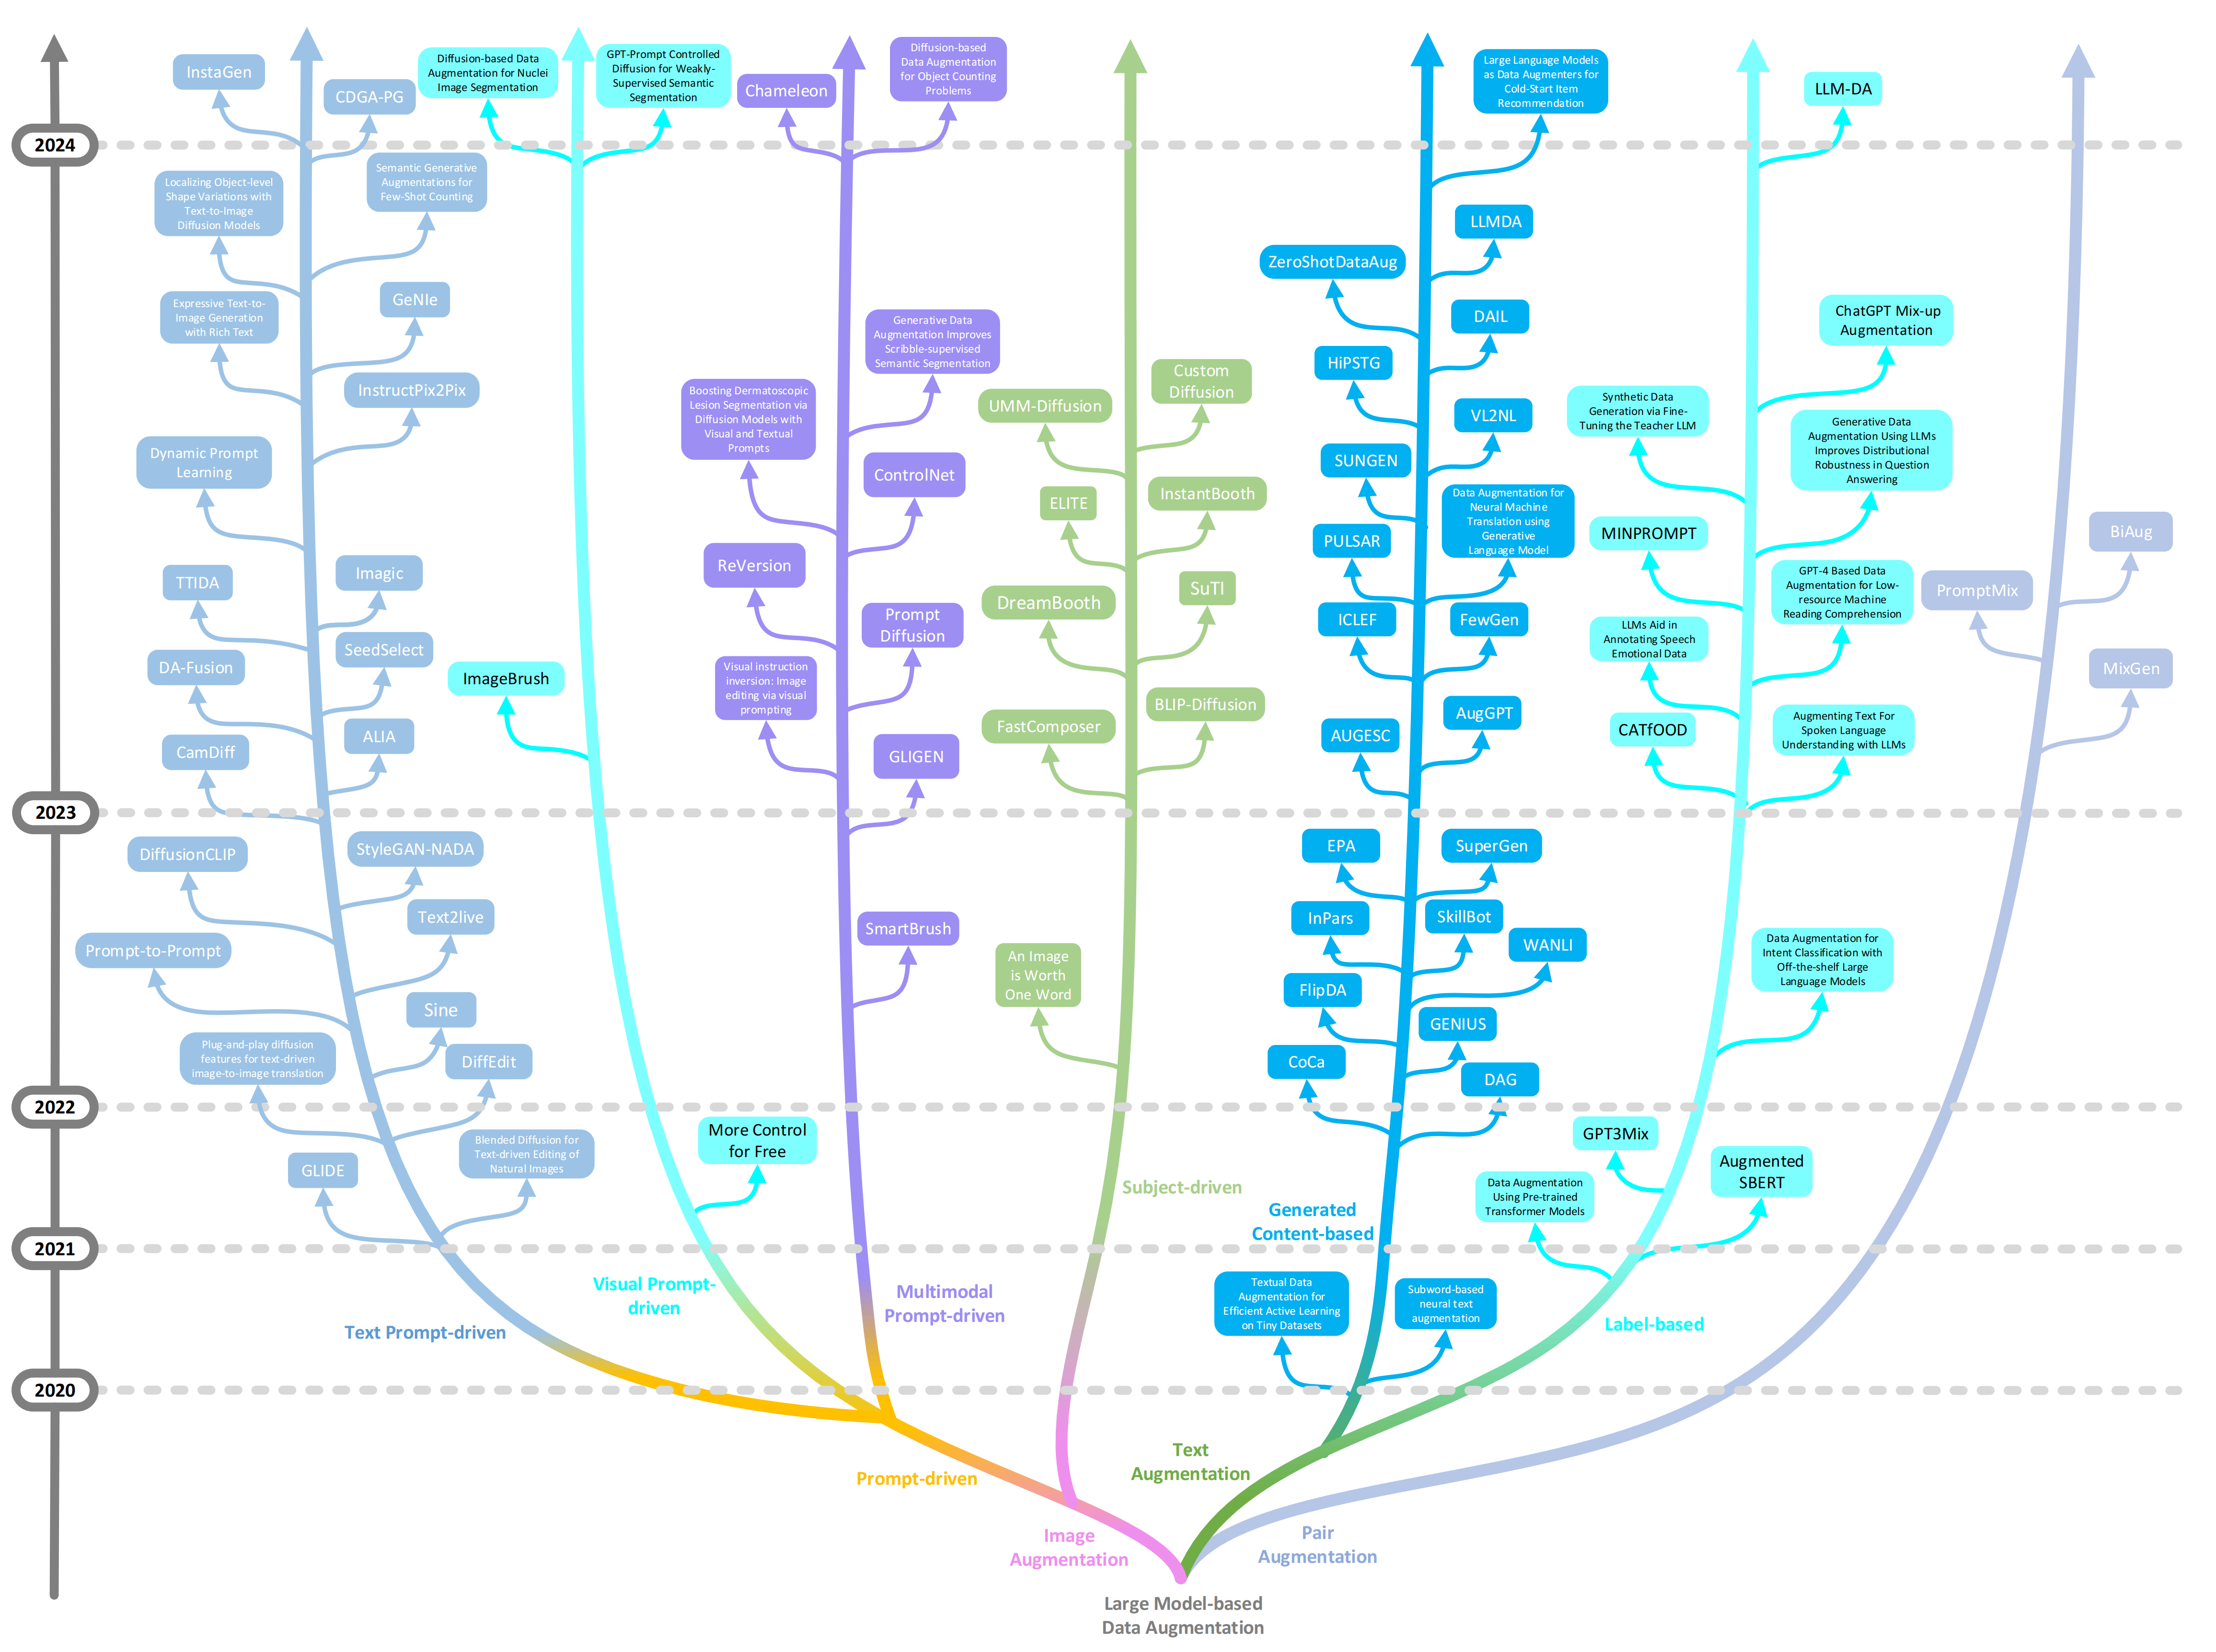 2024
2023
2022
2021
2020
InstaGen
CDGA-PG
Localizing Object-level
Shape Variations with
Text-to-Image
Diffusion Models
Semantic Generative
Augmentations for
Few-Shot Counting
Expressive Text-to-
Image Generation
with Rich Text
GeNIe
InstructPix2Pix
Dynamic Prompt
Learning
TTIDA
Imagic
DA-Fusion
SeedSelect
CamDiff
ALIA
DiffusionCLIP
StyleGAN-NADA
Prompt-to-Prompt
Text2live
Sine
Plug-and-play diffusion
features for text-driven
image-to-image translation
DiffEdit
GLIDE
Blended Diffusion for
Text-driven Editing of
Natural Images
Text Prompt-driven
Diffusion-based Data
Augmentation for Nuclei
Image Segmentation
GPT-Prompt Controlled
Diffusion for Weakly-
Supervised Semantic
Segmentation
ImageBrush
More Control
for Free
Visual Prompt-
driven
Chameleon
Diffusion-based
Data Augmentation
for Object Counting
Problems
Generative Data
Augmentation Improves
Scribble-supervised
Semantic Segmentation
Boosting Dermatoscopic
Lesion Segmentation via
Diffusion Models with
Visual and Textual
Prompts
ControlNet
ReVersion
Prompt
Diffusion
Visual instruction
inversion: Image
editing via visual
prompting
GLIGEN
SmartBrush
Multimodal
Prompt-driven
Custom
Diffusion
UMM-Diffusion
InstantBooth
ELITE
SuTI
DreamBooth
BLIP-Diffusion
FastComposer
An Image
is Worth
One Word
Subject-driven
Large Language Models
as Data Augmenters for
Cold-Start Item
Recommendation
LLMDA
ZeroShotDataAug
DAIL
HiPSTG
VL2NL
SUNGEN
Data Augmentation for
Neural Machine
Translation using
Generative
Language Model
PULSAR
ICLEF
FewGen
AugGPT
AUGESC
EPA
SuperGen
InPars
SkillBot
WANLI
FlipDA
GENIUS
CoCa
DAG
Generated
Content-based
Textual Data
Augmentation for
Efficient Active Learning
on Tiny Datasets
Subword-based
neural text
augmentation
LLM-DA
ChatGPT Mix-up
Augmentation
Synthetic Data
Generation via Fine-
Tuning the Teacher LLM
Generative Data
Augmentation Using LLMs
Improves Distributional
Robustness in Question
Answering
MINPROMPT
GPT-4 Based Data
Augmentation for Low-
resource Machine
Reading Comprehension
LLMs Aid in
Annotating Speech
Emotional Data
CATfOOD
Augmenting Text For
Spoken Language
Understanding with LLMs
Data Augmentation for
Intent Classification with
Off-the-shelf Large
Language Models
GPT3Mix
Augmented
SBERT
Data Augmentation
Using Pre-trained
Transformer Models
Label-based
BiAug
PromptMix
MixGen
Prompt-driven
Text
Augmentation
Image
Augmentation
Pair
Augmentation
Large Model-based
Data Augmentation